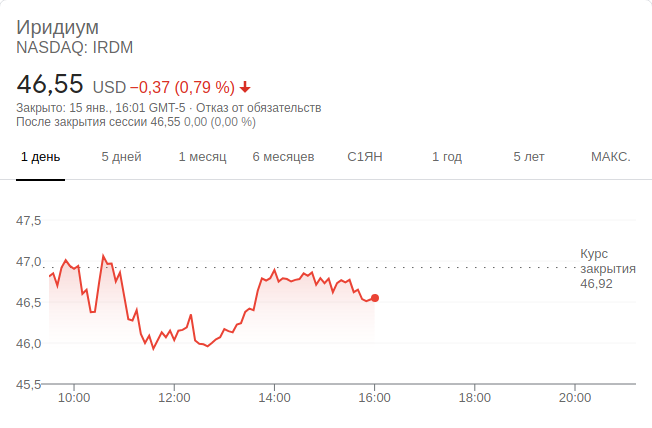 Иридиум
NASDAQ: IRDM
46,55 USD −0,37 (0,79 %)
Закрыто: 15 янв., 16:01 GMT-5 · Отказ от обязательств
После закрытия сессии 46,55 0,00 (0,00 %)
1 день 5 дней 1 месяц 6 месяцев С1ЯН 1 год 5 лет МАКС.
47,5
47,0
46,5
46,0
45,5
Курс
закрытия
46,92
10:00 12:00 14:00 16:00 18:00 20:00